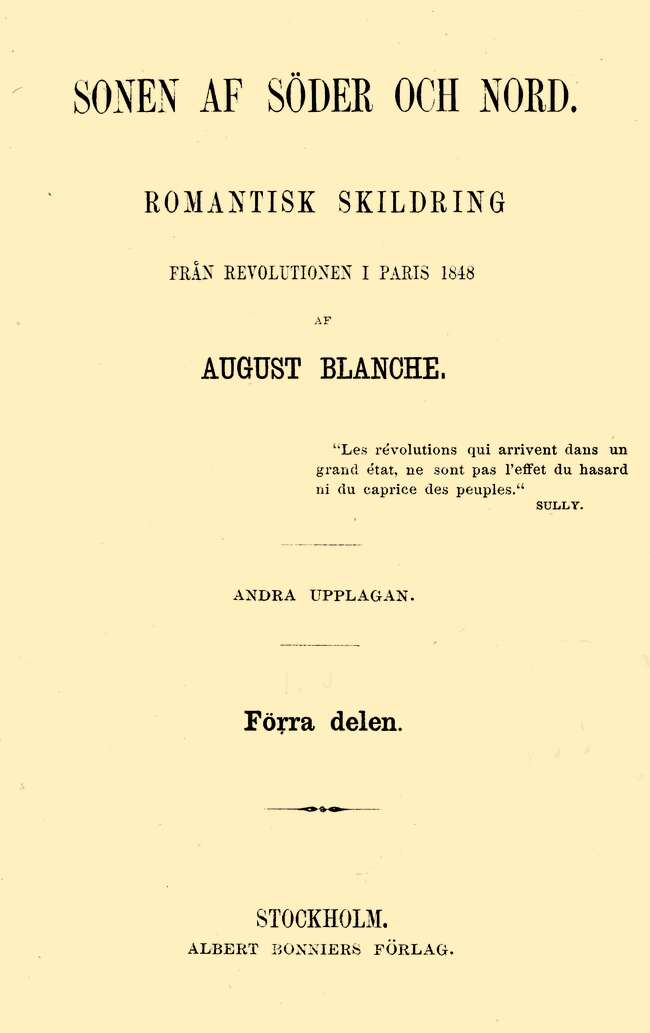 SONEN AF SÖDER OCH NORD.
ROMANTISK SKILDRING
FRÅN REVOLUTIONEN I PARIS 1848
AF
AUGUST BLANCHE.
“Les révolutions qui arrivent dans un
grand état, ne sont pas l'effet du hasard
ni du caprice des peuples.“
SULLY.
ANDRA UPPLAGAN.
Förra delen.
STOCKHOLM.
ALBERT BONNIERS FÖRLAG.